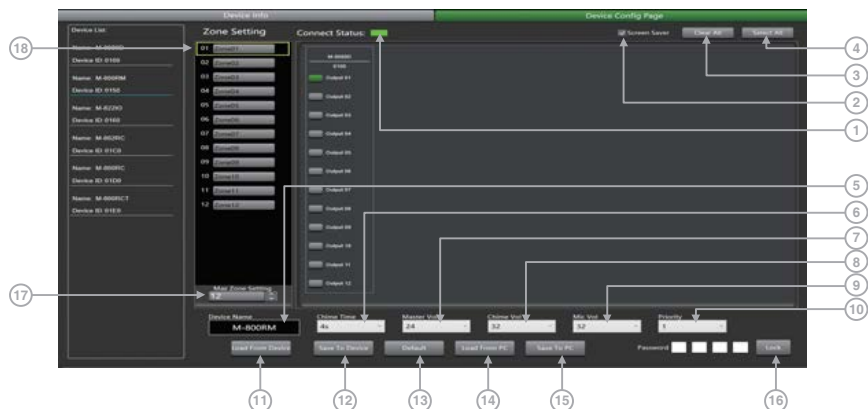 Device Info
Device Config Page
Device List:
Device ID: 0100
Name: M-800RM
Device ID: 0150
Name: M-822IO
Device ID: 0160
Name: M-802RC
Device ID: 01C0
Name: M-800RC
Device ID: 01D0
Name: M-800RCT
Device ID: 01E0
Zone Setting
01 Zone01
02 Zone02
03 Zone03
04 Zone04
05 Zone05
06 Zone06
07 Zone07
08 Zone08
09 Zone09
10 Zone10
11 Zone11
12 Zone12
Max Zone Setting
12
Connect Status:
Screen Saver
Clear All
Select All
0100
Output 01
Output 02
Output 03
Output 04
Output 05
Output 06
Output 07
Output 08
Output 09
Output 10
Output 11
Output 12
Device Name
M-800RM
Chime Time
4s
Master Vol
24
Chime Vol
32
Mic Vol
32
Priority
1
Load From Device
Save To Device
Default
Load From PC
Save To PC
Password
Lock
18
17
4
3
2
1
5
6
7
8
9
10
11
12
13
14
15
16